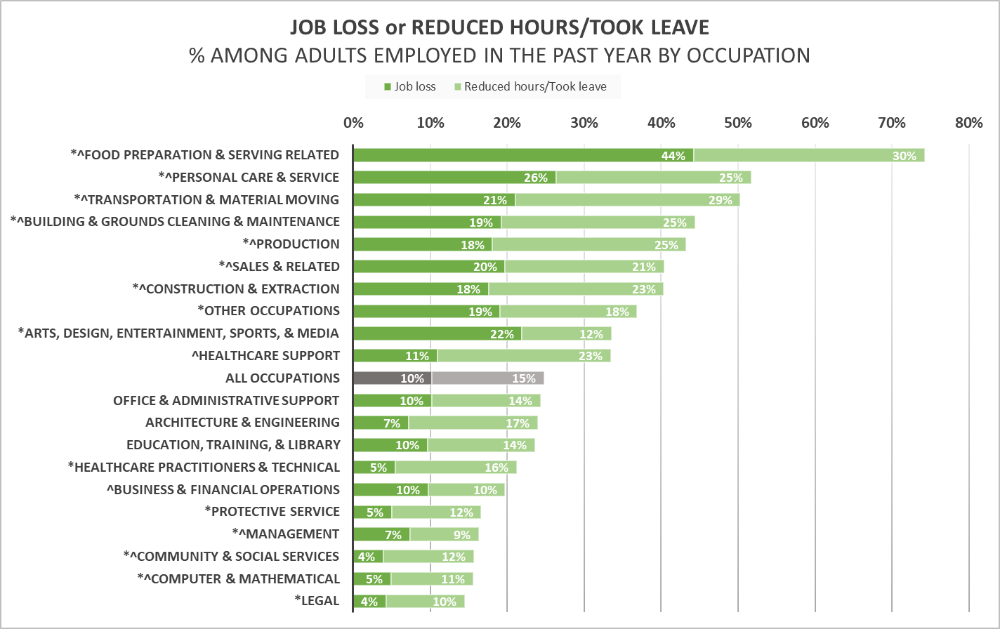 JOB LOSS or REDUCED HOURS/TOOK LEAVE
% AMONG ADULTS EMPLOYED IN THE PAST YEAR BY OCCUPATION
Job loss Reduced hours/Took leave
0% 10% 20% 30% 40% 50% 60% 70% 80%
*^FOOD PREPARATION & SERVING RELATED 44% 30%
*^PERSONAL CARE & SERVICE 26% 25%
*^TRANSPORTATION & MATERIAL MOVING 21% 29%
*^BUILDING & GROUNDS CLEANING & MAINTENANCE 19% 25%
*^PRODUCTION 18% 25%
*^SALES & RELATED 20% 21%
*^CONSTRUCTION & EXTRACTION 18% 23%
*OTHER OCCUPATIONS 19% 18%
*ARTS, DESIGN, ENTERTAINMENT, SPORTS, & MEDIA 22% 12%
^HEALTHCARE SUPPORT 11% 23%
ALL OCCUPATIONS 10% 15%
OFFICE & ADMINISTRATIVE SUPPORT 10% 14%
ARCHITECTURE & ENGINEERING 7% 17%
EDUCATION, TRAINING, & LIBRARY 10% 14%
*HEALTHCARE PRACTITIONERS & TECHNICAL 5% 16%
^BUSINESS & FINANCIAL OPERATIONS 10% 10%
*PROTECTIVE SERVICE 5% 12%
*^MANAGEMENT 7% 9%
*^COMMUNITY & SOCIAL SERVICES 4% 12%
*^COMPUTER & MATHEMATICAL 5% 11%
*LEGAL 4% 10%